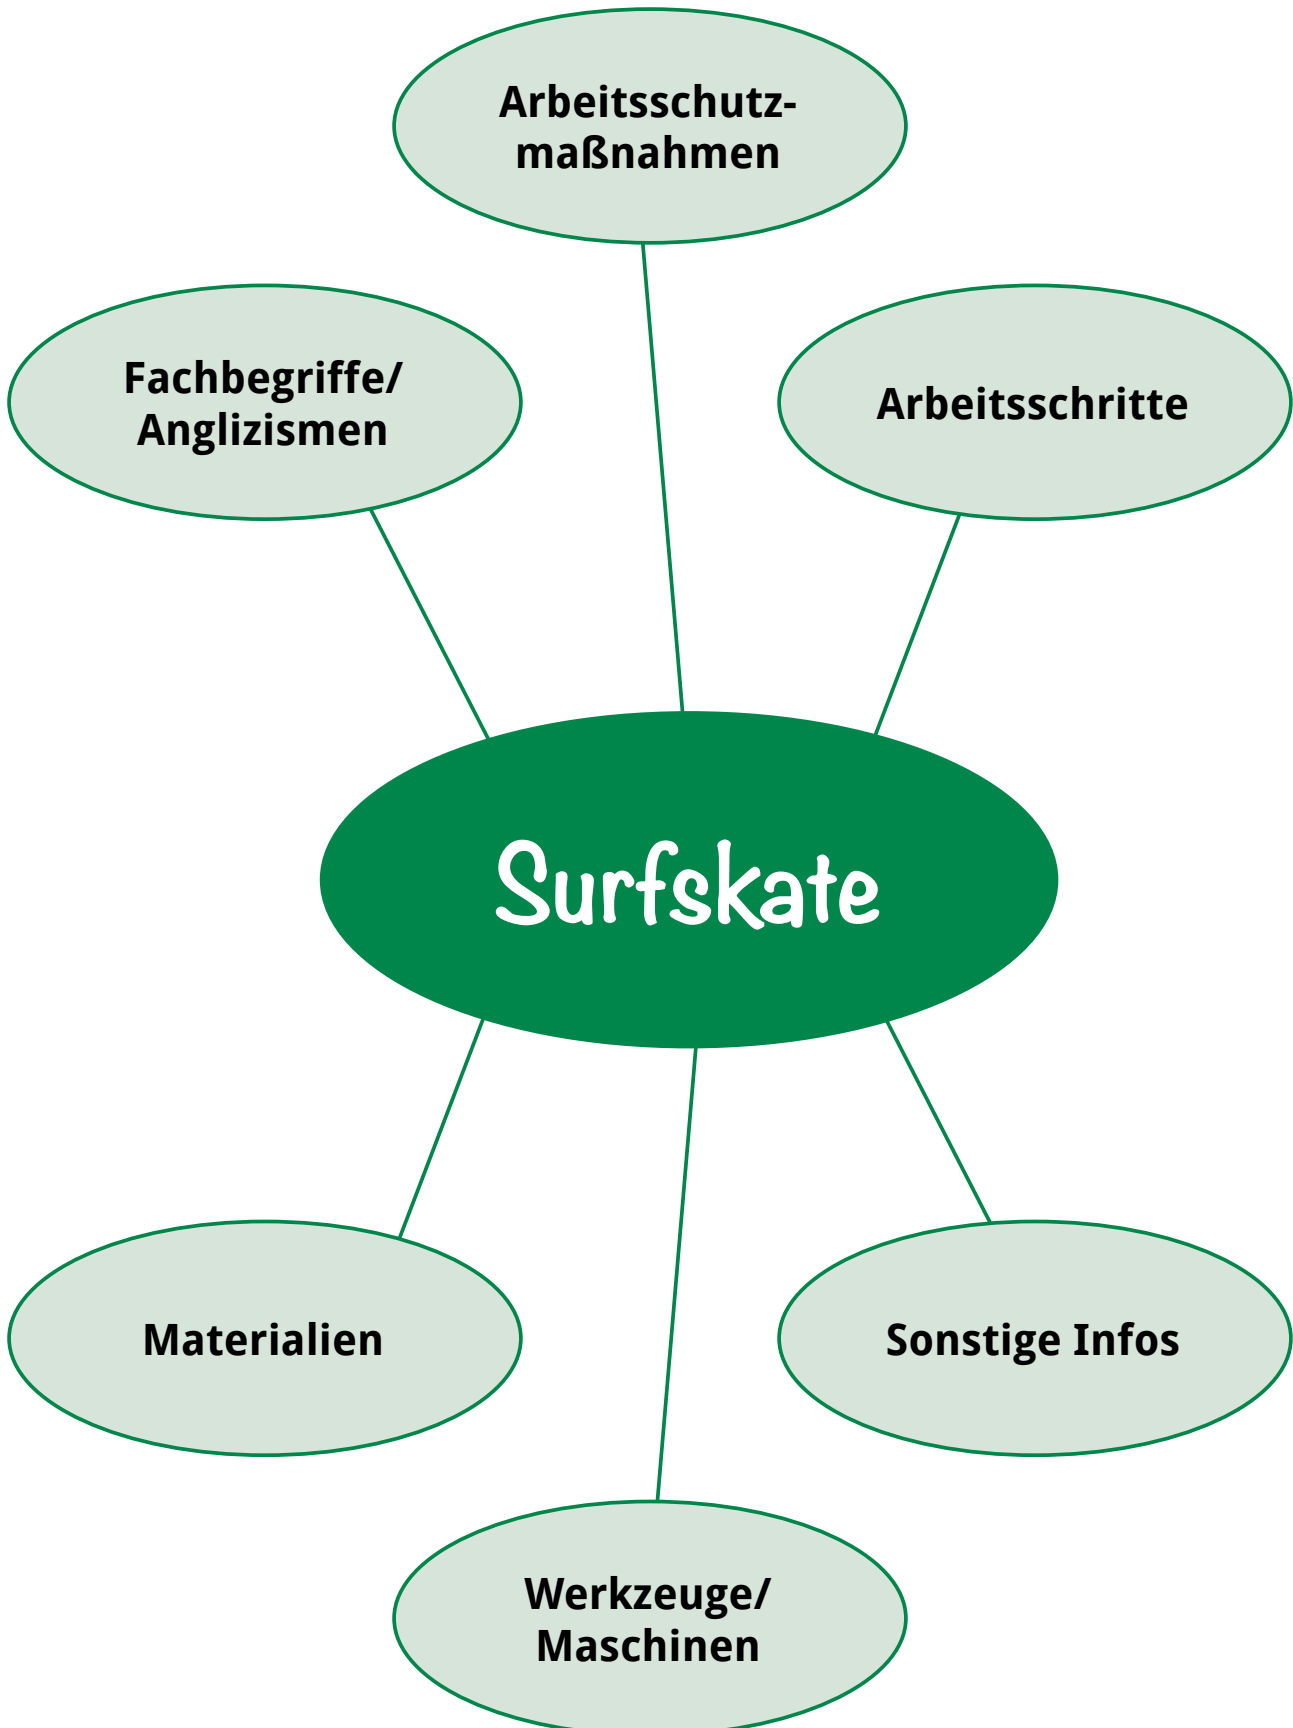 Arbeitsschutz-
maßnahmen
Fachbegriffe/
Anglizismen
Arbeitsschritte
Surfskate
Materialien
Sonstige Infos
Werkzeuge/
Maschinen